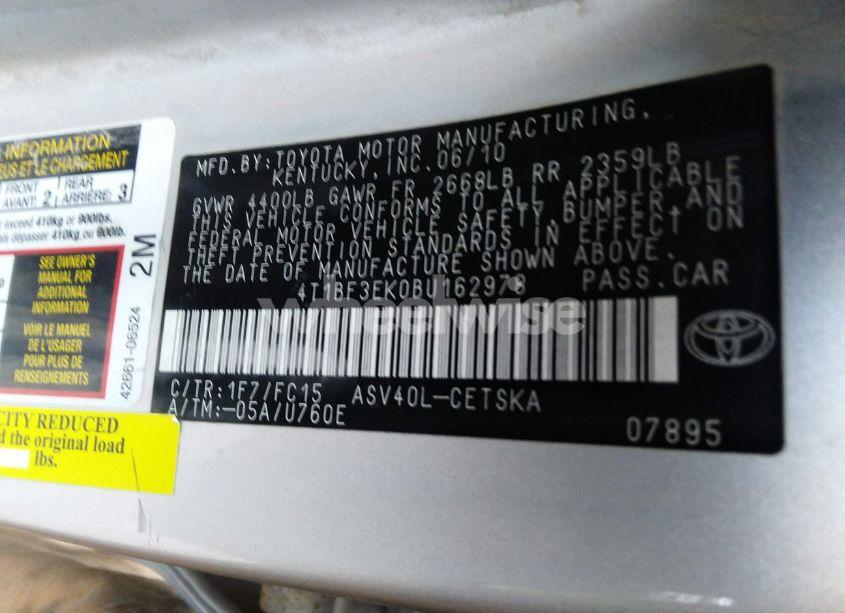 INFORMATION
EUS ET LE CHARGEMENT
FRONT
AVANT: 2
REAR
ARRIÈRE: 3
exceed 410kg or 900lbs.
dépasser 410kg ou 900lb.
SEE OWNER'S
MANUAL FOR
ADDITIONAL
INFORMATION
VOIR LE MANUEL
DE L'USAGER
POUR PLUS DE
RENSEIGNEMENTS
2M
42661-06524
CITY REDUCED
d the original load
lbs.
MFD.BY:TOYOTA MOTOR MANUFACTURING,
KENTUCKY,INC.06/10
GVWR 4400LB GAWR FR 2668LB RR 2359LB
THIS VEHICLE CONFORMS TO ALL APPLICABLE
FEDERAL MOTOR VEHICLE SAFETY,BUMPER,AND
THEFT PREVENTION STANDARDS IN EFFECT ON
THE DATE OF MANUFACTURE SHOWN ABOVE.
4T1BF3EK0BU162978 PASS.CAR
wheelwise
C/TR:1F7/FC15 ASV40L-CETSKA
A/TM:-05A/U760E
07895